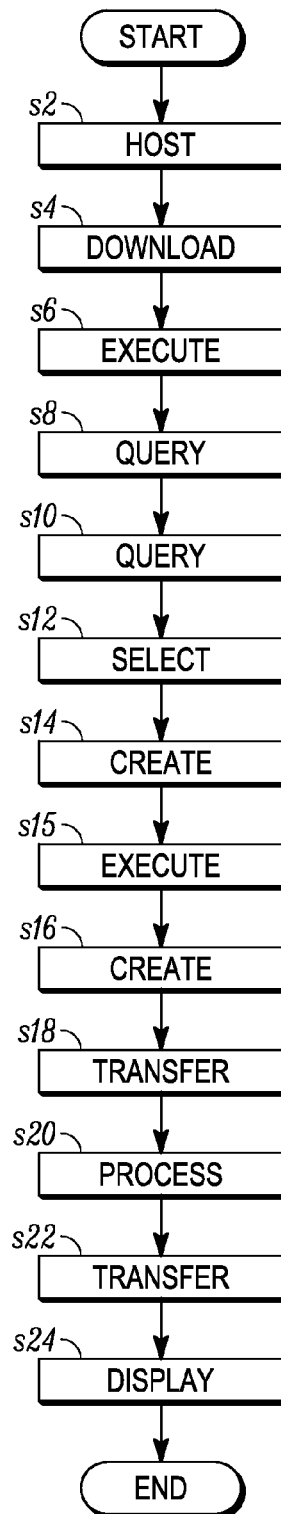 START
s2
HOST
s4
DOWNLOAD
s6
EXECUTE
s8
QUERY
s10
QUERY
s12
SELECT
s14
CREATE
s15
EXECUTE
s16
CREATE
s18
TRANSFER
s20
PROCESS
s22
TRANSFER
s24
DISPLAY
END